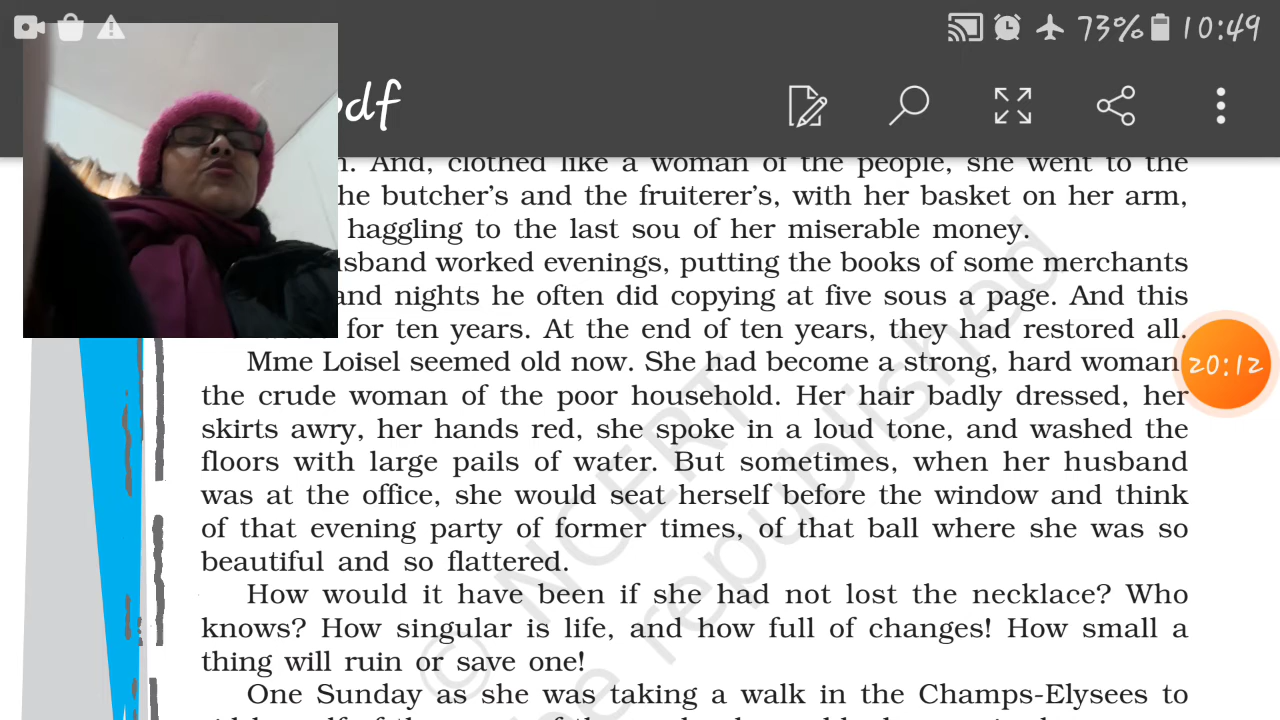 73% 10:49
pdf
And, clothed like a woman of the people, she went to the
butcher's and the fruiterer's, with her basket on her arm,
haggling to the last sou of her miserable money.
worked evenings, putting the books of some merchants
and nights he often did copying at five sous a page. And this
for ten years. At the end of ten years, they had restored all.
Mme Loisel seemed old now. She had become a strong, hard woman
20:12
the crude woman of the poor household. Her hair badly dressed, her
skirts awry, her hands red, she spoke in a loud tone, and washed the
floors with large pails of water. But sometimes, when her husband
was at the office, she would seat herself before the window and think
of that evening party of former times, of that ball where she was so
beautiful and so flattered.
How would it have been if she had not lost the necklace? Who
knows? How singular is life, and how full of changes! How small a
thing will ruin or save one!
One Sunday as she was taking a walk in the Champs-Elysees to
© NCERT
be republished